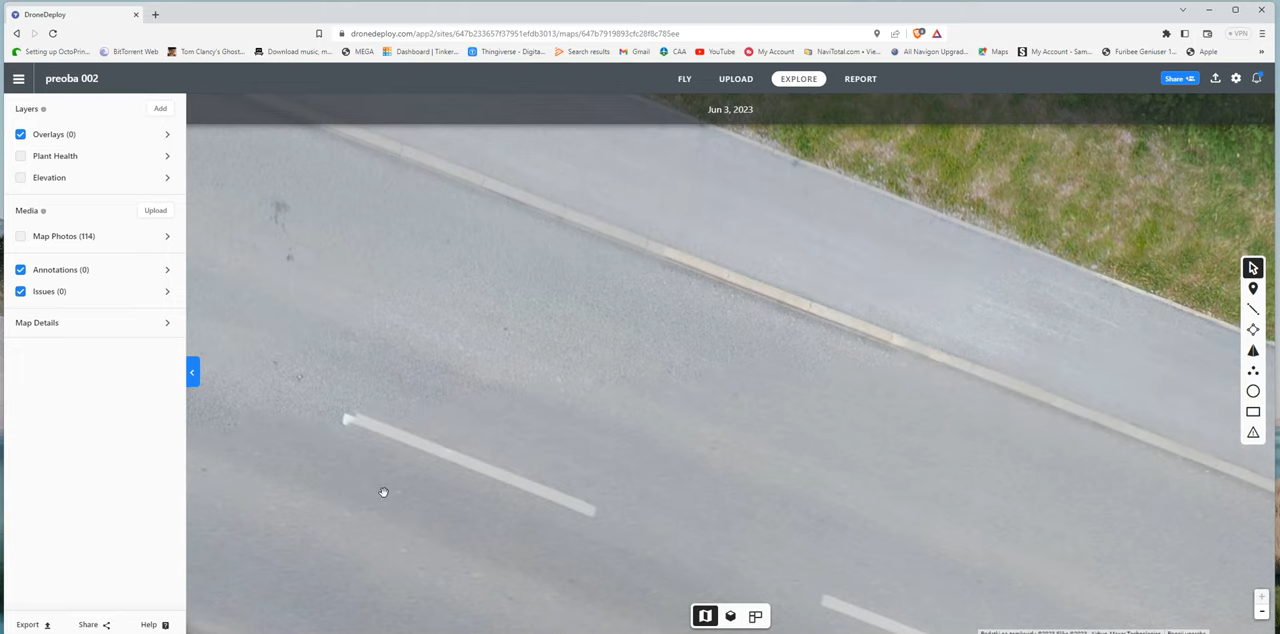 DroneDeploy
dronedeploy.com/app2/sites/647b233657f37951efdb3013/maps/647b7919893cfc28f8c785ee
VPN
Setting up OctoPrin... BitTorrent Web Tom Clancy's Ghost... Download music, m... MEGA Dashboard | Tinker... Thingiverse - Digita... Search results Gmail CAA YouTube My Account NaviTotal.com • Vie... All Navigon Upgrad... Maps My Account - Sam... Furibee Geniuser 1... Apple
preoba 002
FLY UPLOAD EXPLORE REPORT
Share
Layers Add
Jun 3, 2023
Overlays (0)
Plant Health
Elevation
Media Upload
Map Photos (114)
Annotations (0)
Issues (0)
Map Details
Export Share Help